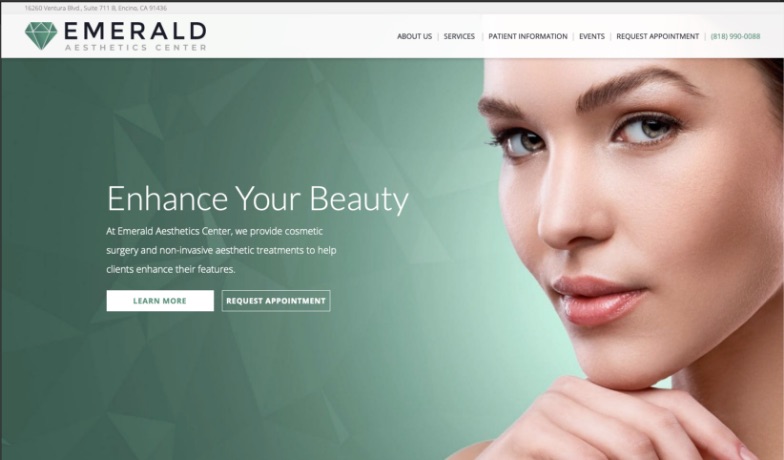 16260 Ventura Blvd., Suite 711 B, Encino, CA 91436
EMERALD
AESTHETICS CENTER
ABOUT US | SERVICES | PATIENT INFORMATION | EVENTS | REQUEST APPOINTMENT | (818) 990-0088
Enhance Your Beauty
At Emerald Aesthetics Center, we provide cosmetic
surgery and non-invasive aesthetic treatments to help
clients enhance their features.
LEARN MORE REQUEST APPOINTMENT